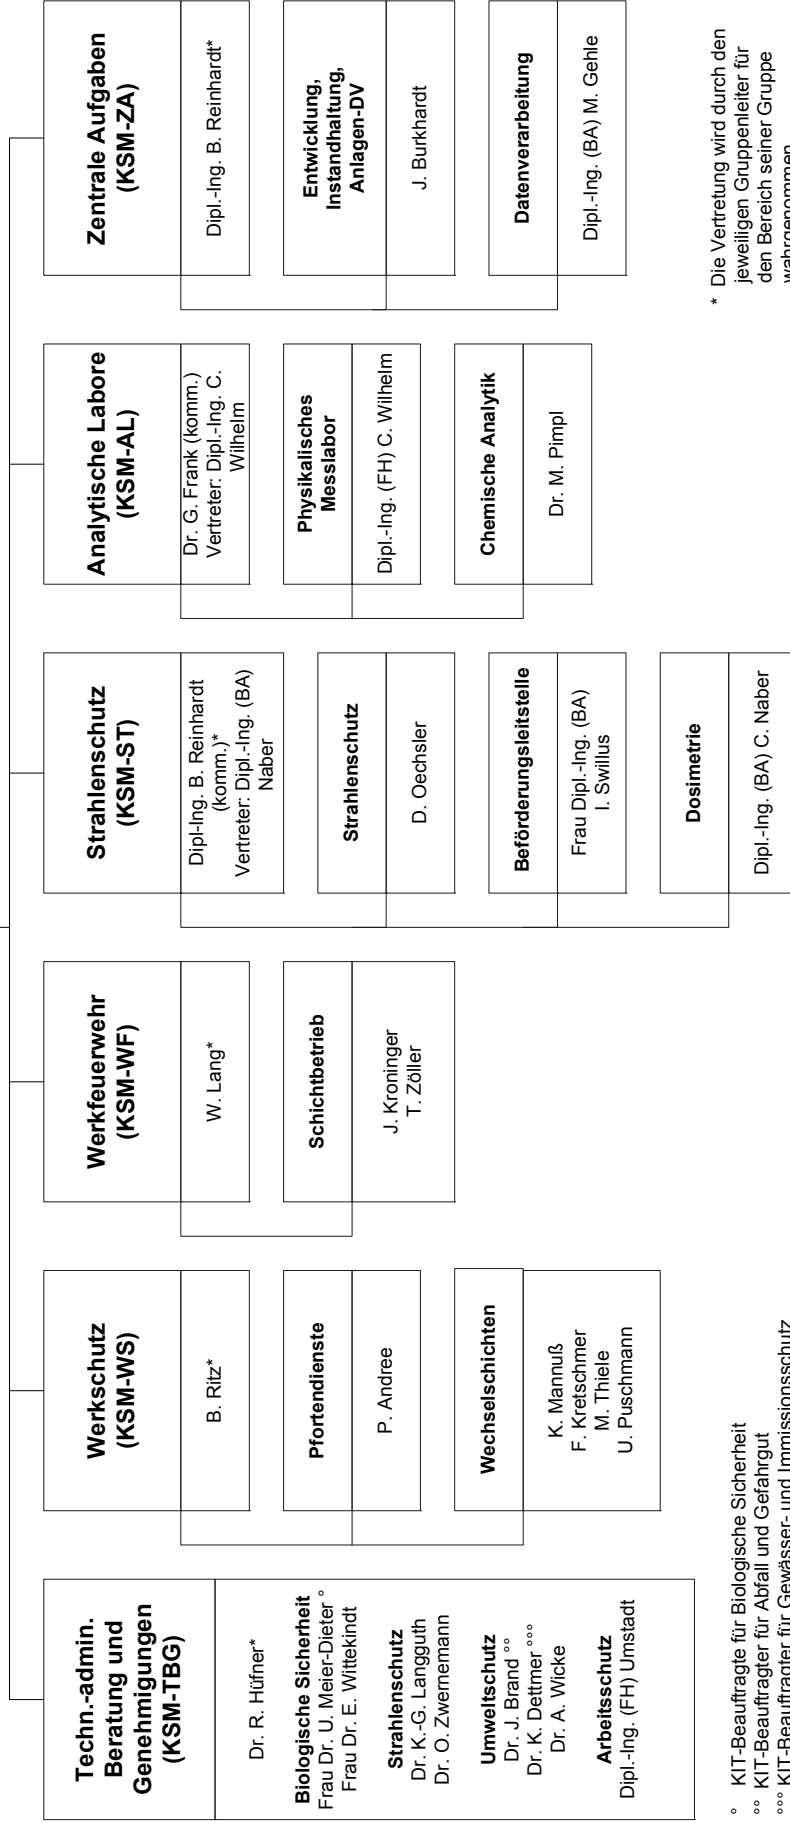 Techn.-admin.
Beratung und
Genehmigungen
(KSM-TBG)
Dr. R. Hüfner*
Biologische Sicherheit
Frau Dr. U. Meier-Dieter °
Frau Dr. E. Wittekindt
Strahlenschutz
Dr. K.-G. Langguth
Dr. O. Zwernemann
Umweltschutz
Dr. J. Brand °°
Dr. K. Dettmer °°°
Dr. A. Wicke
Arbeitsschutz
Dipl.-Ing. (FH) Umstadt
Werkschutz
(KSM-WS)
B. Ritz*
Pfortendienste
P. Andree
Wechselschichten
K. Mannuß
F. Kretschmer
M. Thiele
U. Puschmann
Werkfeuerwehr
(KSM-WF)
W. Lang*
Schichtbetrieb
J. Kroninger
T. Zöller
Strahlenschutz
(KSM-ST)
Dipl-Ing. B. Reinhardt
(komm.)*
Vertreter: Dipl.-Ing. (BA)
Naber
Strahlenschutz
D. Oechsler
Beförderungsleitstelle
Frau Dipl.-Ing. (BA)
I. Swillus
Dosimetrie
Dipl.-Ing. (BA) C. Naber
Analytische Labore
(KSM-AL)
Dr. G. Frank (komm.)
Vertreter: Dipl.-Ing. C.
Wilhelm
Physikalisches
Messlabor
Dipl.-Ing. (FH) C. Wilhelm
Chemische Analytik
Dr. M. Pimpl
Zentrale Aufgaben
(KSM-ZA)
Dipl.-Ing. B. Reinhardt*
Entwicklung,
Instandhaltung,
Anlagen-DV
J. Burkhardt
Datenverarbeitung
Dipl.-Ing. (BA) M. Gehle
° KIT-Beauftragte für Biologische Sicherheit
°° KIT-Beauftragter für Abfall und Gefahrgut
°°° KIT-Beauftragter für Gewässer- und Immissionsschutz
* Die Vertretung wird durch den
jeweiligen Gruppenleiter für
den Bereich seiner Gruppe
wahrgenommen